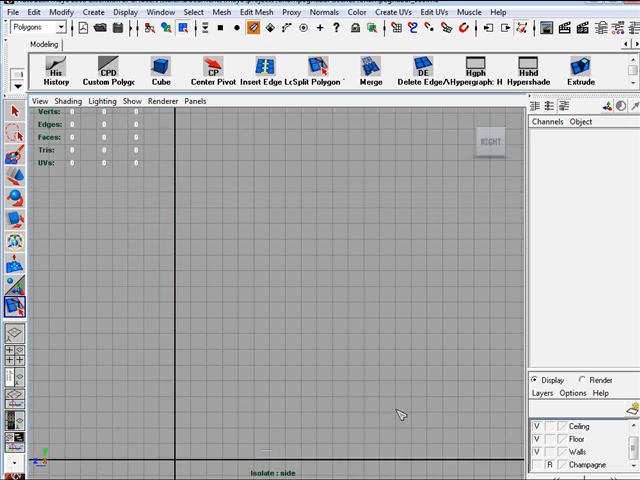 File Modify Create Display Window Select Mesh Edit Mesh Proxy Normals Color Create UVs Edit UVs Muscle Help
Polygons
Modeling
His CPD CP DE Hgph Hshd
History Custom Polyg Cube Center Pivot Insert Edge Lo Split Polygon Merge Delete Edge/ Hypergraph: H Hypershade Extrude
View Shading Lighting Show Renderer Panels
Verts: 0 0 0
Edges: 0 0 0
Faces: 0 0 0
Tris: 0 0 0
UVs: 0 0 0
RIGHT
Channels Object
Display Render
Layers Options Help
V Ceiling
V Floor
V Walls
R Champagne
Isolate : side